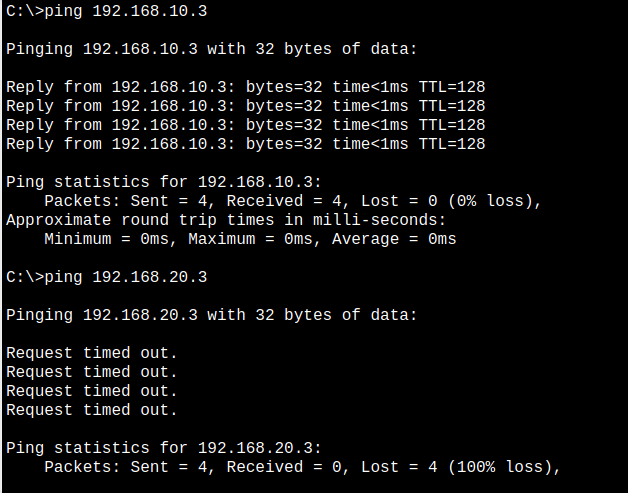 C:\>ping 192.168.10.3
Pinging 192.168.10.3 with 32 bytes of data:
Reply from 192.168.10.3: bytes=32 time<1ms TTL=128
Reply from 192.168.10.3: bytes=32 time<1ms TTL=128
Reply from 192.168.10.3: bytes=32 time<1ms TTL=128
Reply from 192.168.10.3: bytes=32 time<1ms TTL=128
Ping statistics for 192.168.10.3:
    Packets: Sent = 4, Received = 4, Lost = 0 (0% loss),
Approximate round trip times in milli-seconds:
    Minimum = 0ms, Maximum = 0ms, Average = 0ms
C:\>ping 192.168.20.3
Pinging 192.168.20.3 with 32 bytes of data:
Request timed out.
Request timed out.
Request timed out.
Request timed out.
Ping statistics for 192.168.20.3:
    Packets: Sent = 4, Received = 0, Lost = 4 (100% loss),